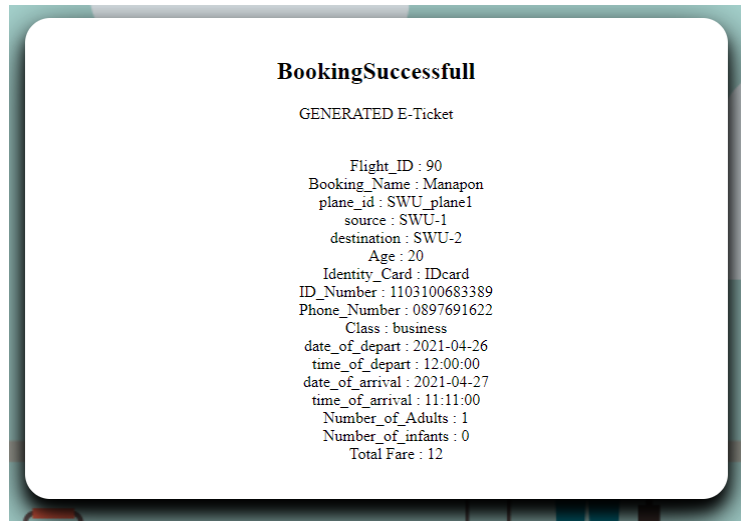 BookingSuccessfull
GENERATED E-Ticket
Flight_ID : 90
Booking_Name : Manapon
plane_id : SWU_plane1
source : SWU-1
destination : SWU-2
Age : 20
Identity_Card : IDcard
ID_Number : 1103100683389
Phone_Number : 0897691622
Class : business
date_of_depart : 2021-04-26
time_of_depart : 12:00:00
date_of_arrival : 2021-04-27
time_of_arrival : 11:11:00
Number_of_Adults : 1
Number_of_infants : 0
Total Fare : 12